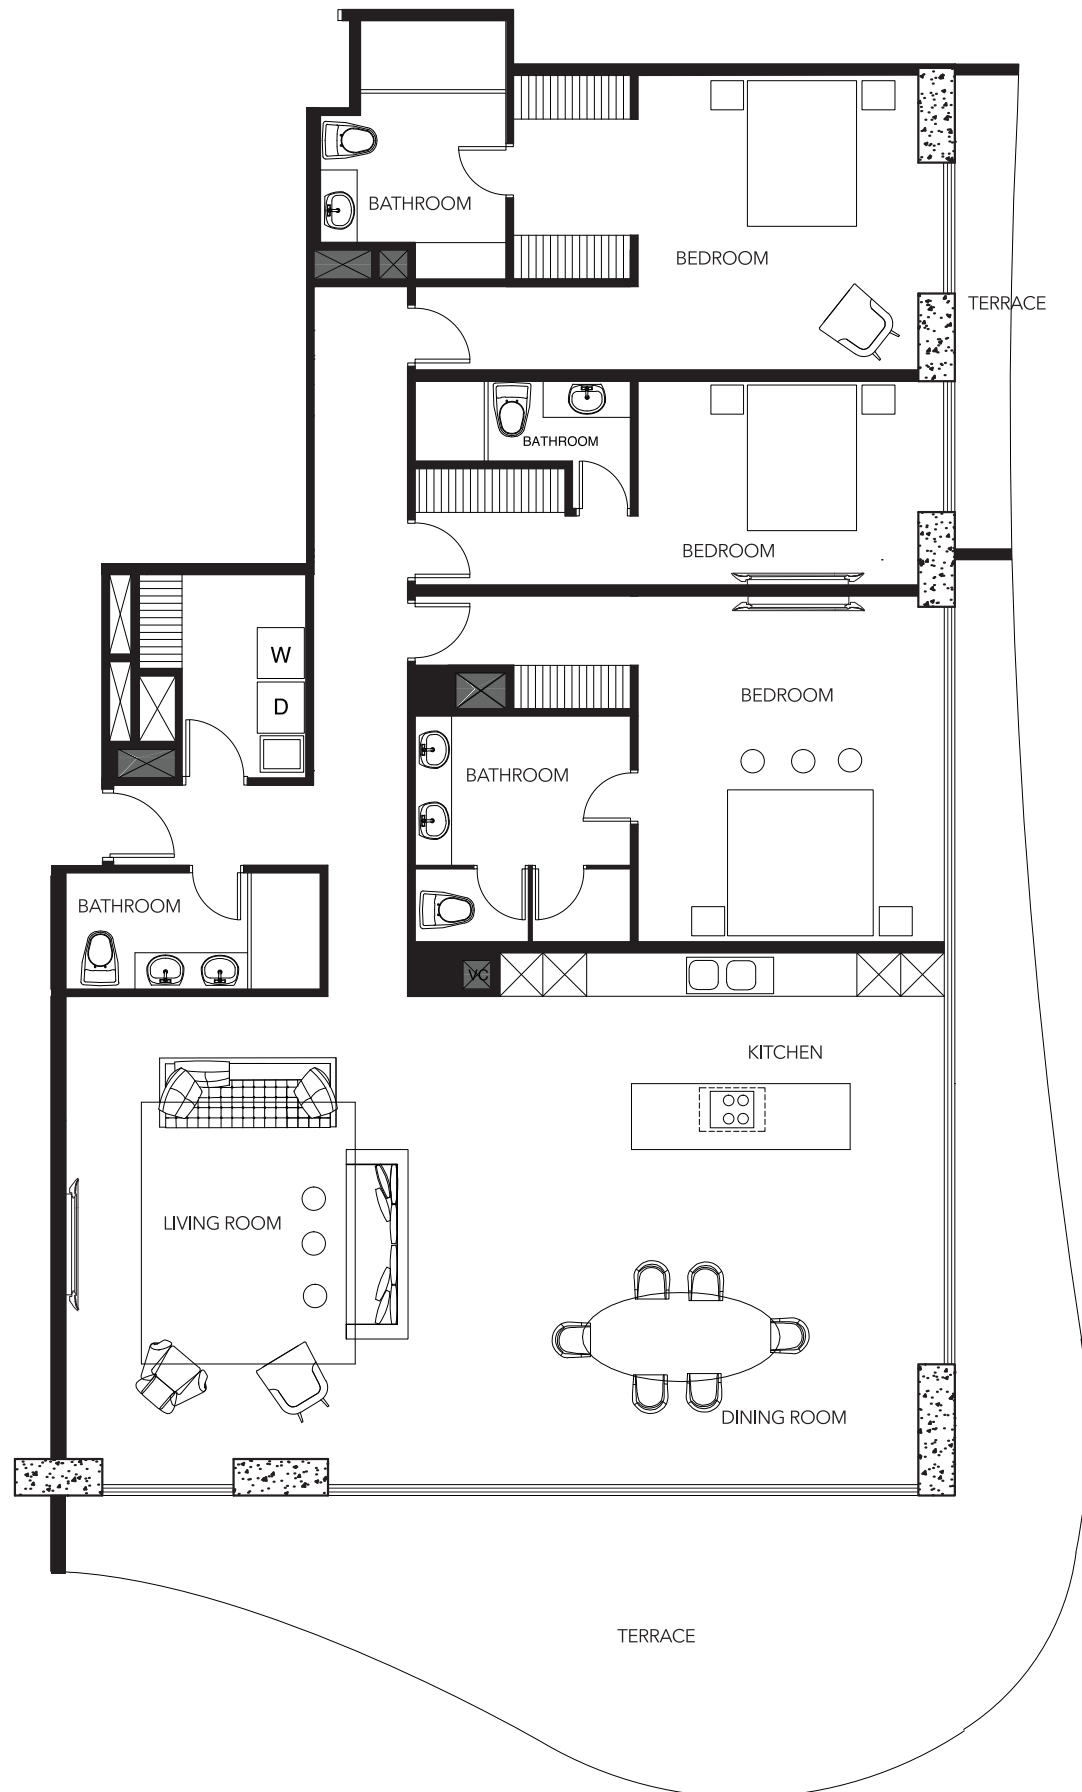 BATHROOM
BEDROOM
TERRACE
BATHROOM
BEDROOM
W
D
BEDROOM
BATHROOM
BATHROOM
VC
KITCHEN
LIVING ROOM
DINING ROOM
TERRACE